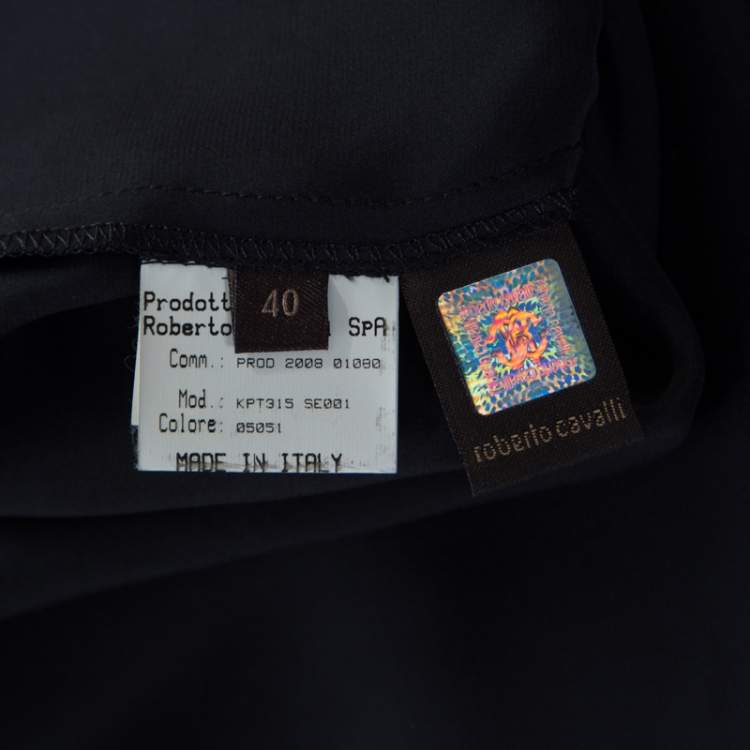 Prodott
40
Roberto SpA
Comm.: PROD 2008 01080
Mod.: KPT315 SE001
Colore: 05051
MADE IN ITALY
roberto cavalli